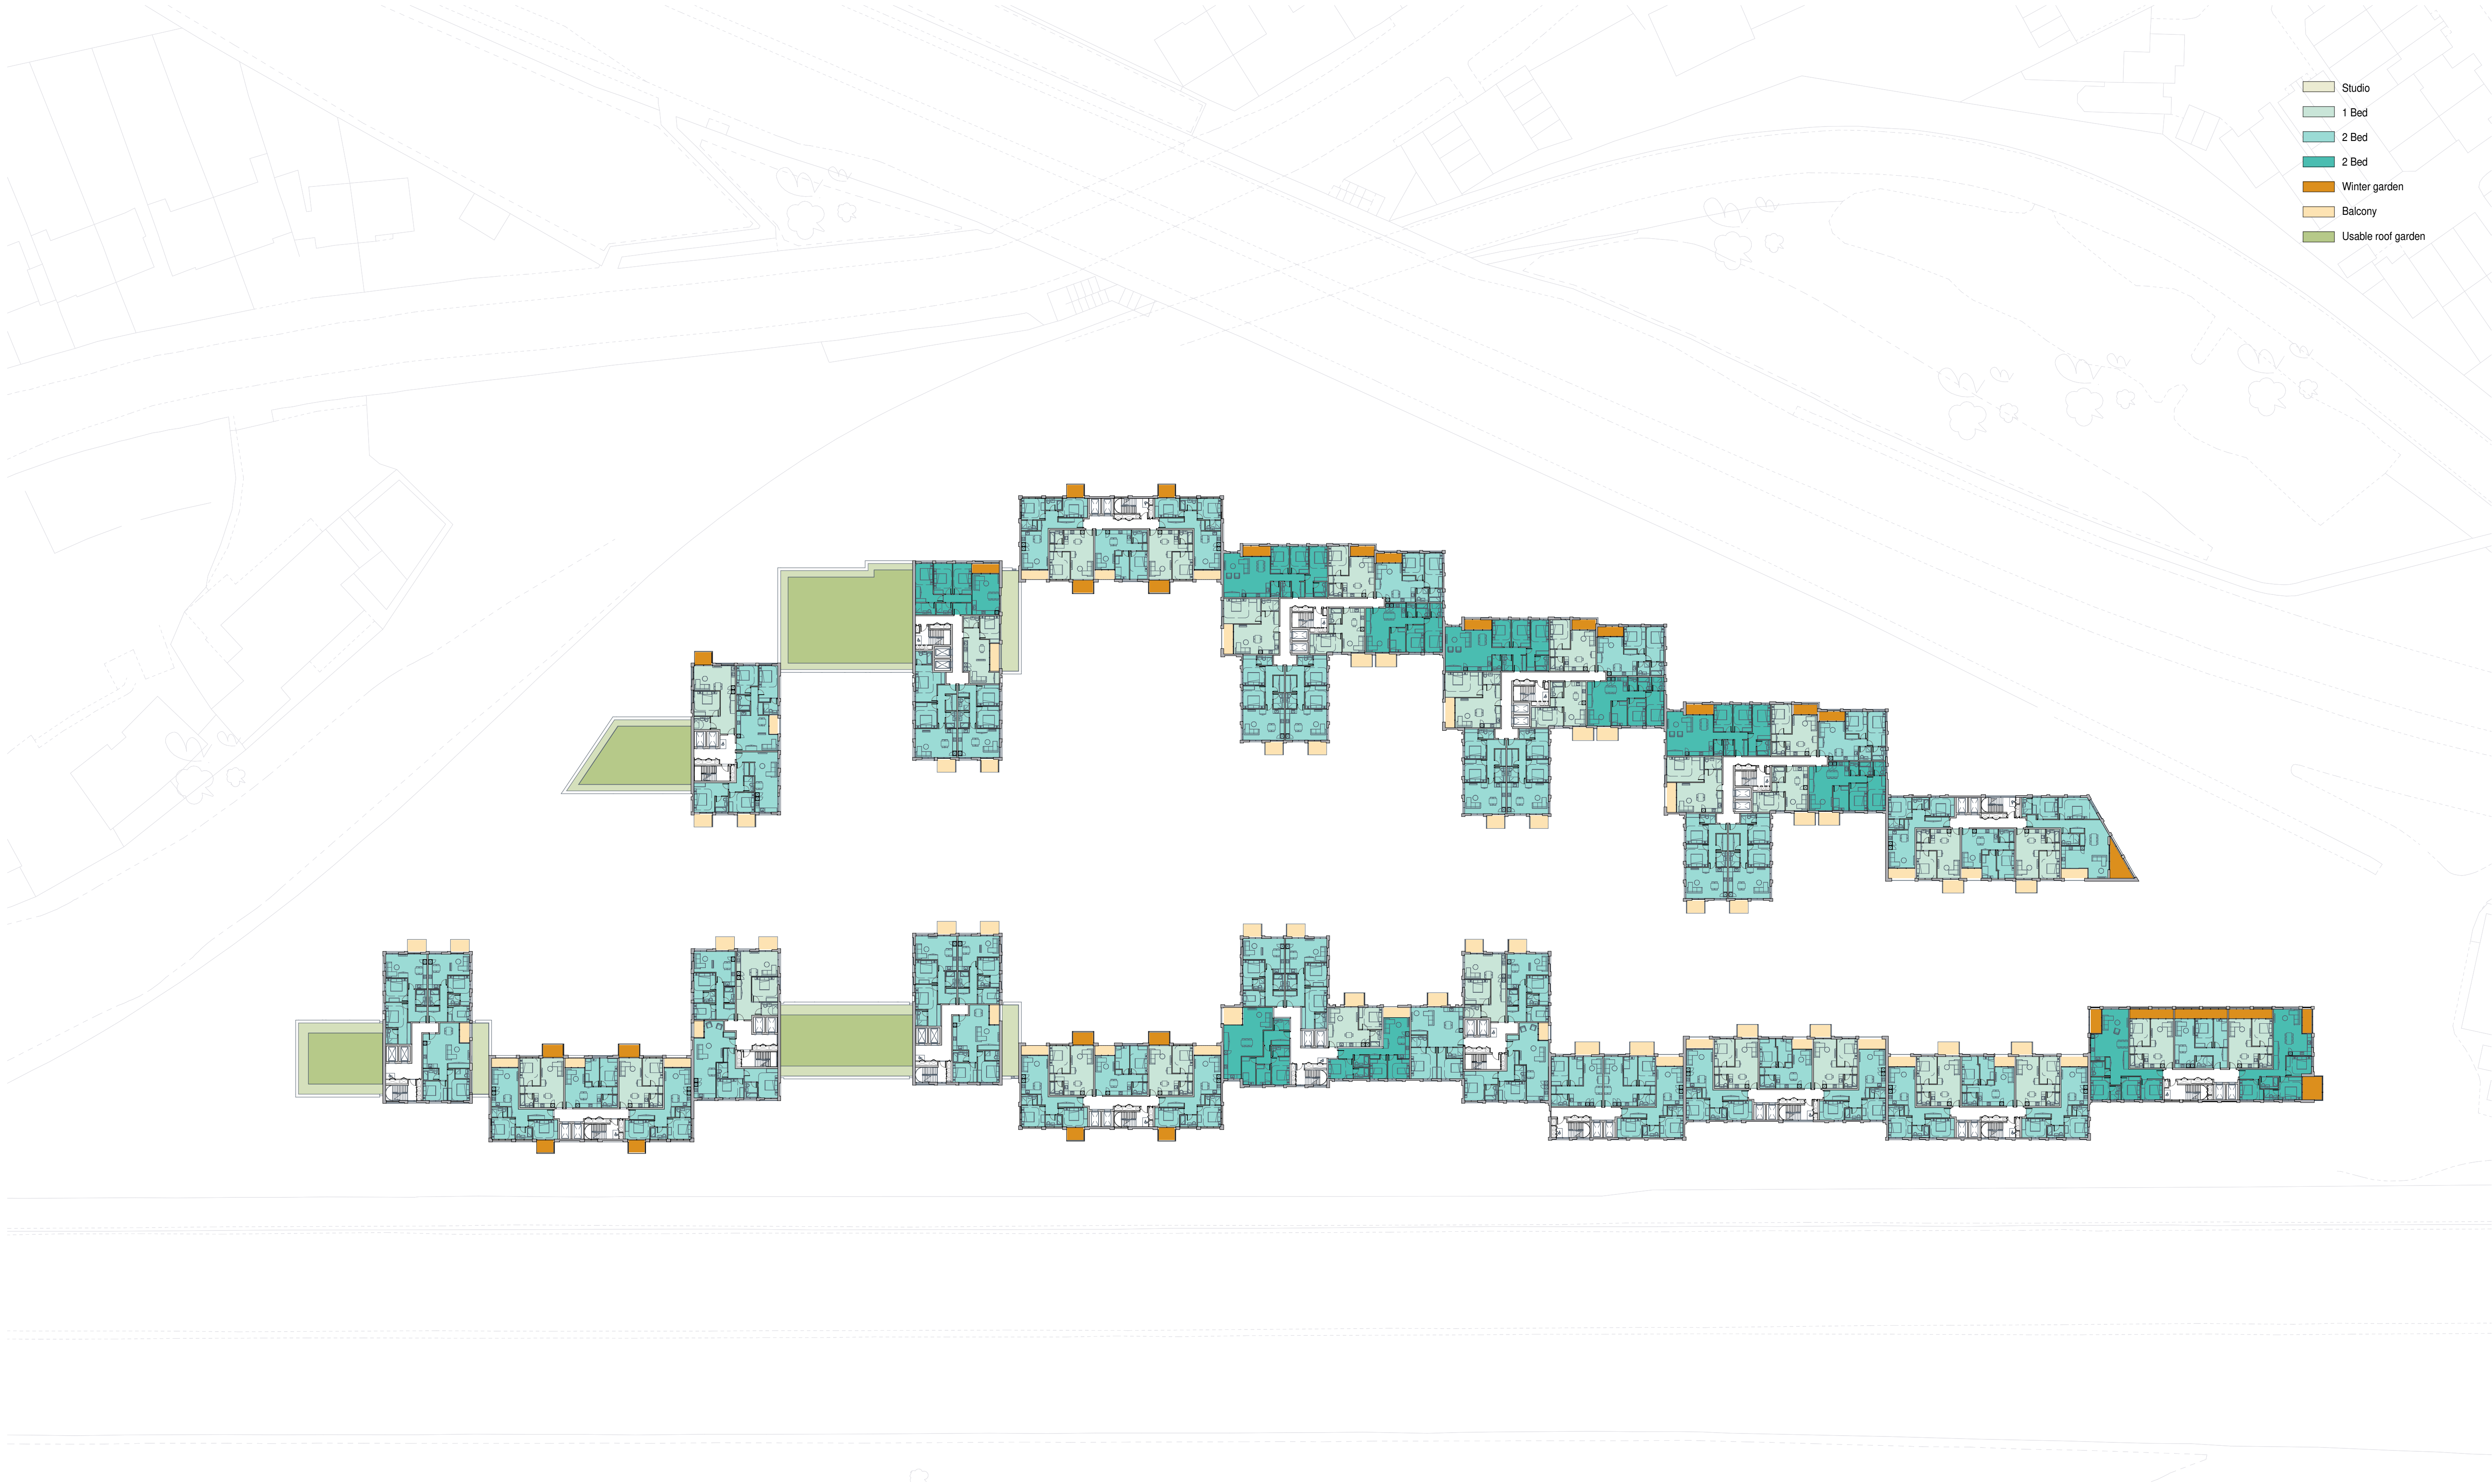 Studio
1 Bed
2 Bed
2 Bed
Winter garden
Balcony
Usable roof garden